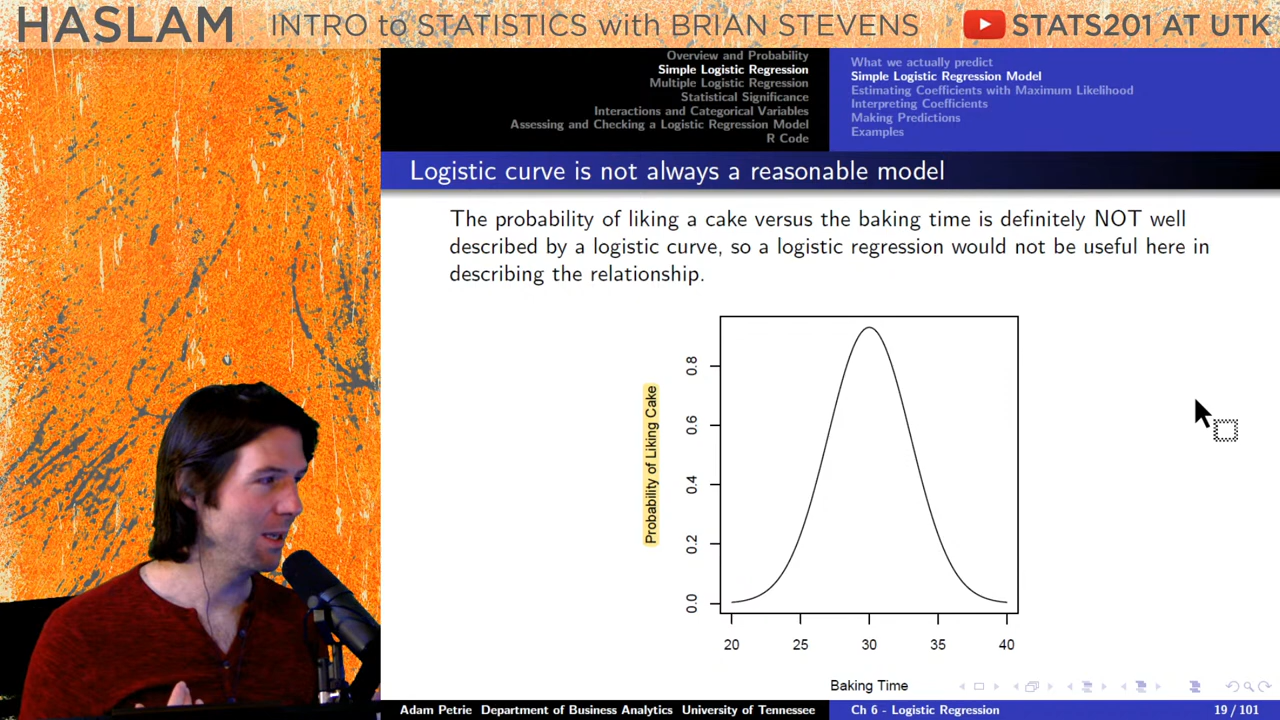 HASLAM INTRO to STATISTICS with BRIAN STEVENS STATS201 AT UTK
Overview and Probability
Simple Logistic Regression
Multiple Logistic Regression
Statistical Significance
Interactions and Categorical Variables
Assessing and Checking a Logistic Regression Model
R Code
What we actually predict
Simple Logistic Regression Model
Estimating Coefficients with Maximum Likelihood
Interpreting Coefficients
Making Predictions
Examples
Logistic curve is not always a reasonable model
The probability of liking a cake versus the baking time is definitely NOT well
described by a logistic curve, so a logistic regression would not be useful here in
describing the relationship.
Probability of Liking Cake
0.8
0.6
0.4
0.2
0.0
20 25 30 35 40
Baking Time
Adam Petrie Department of Business Analytics University of Tennessee Ch 6 - Logistic Regression 19 / 101